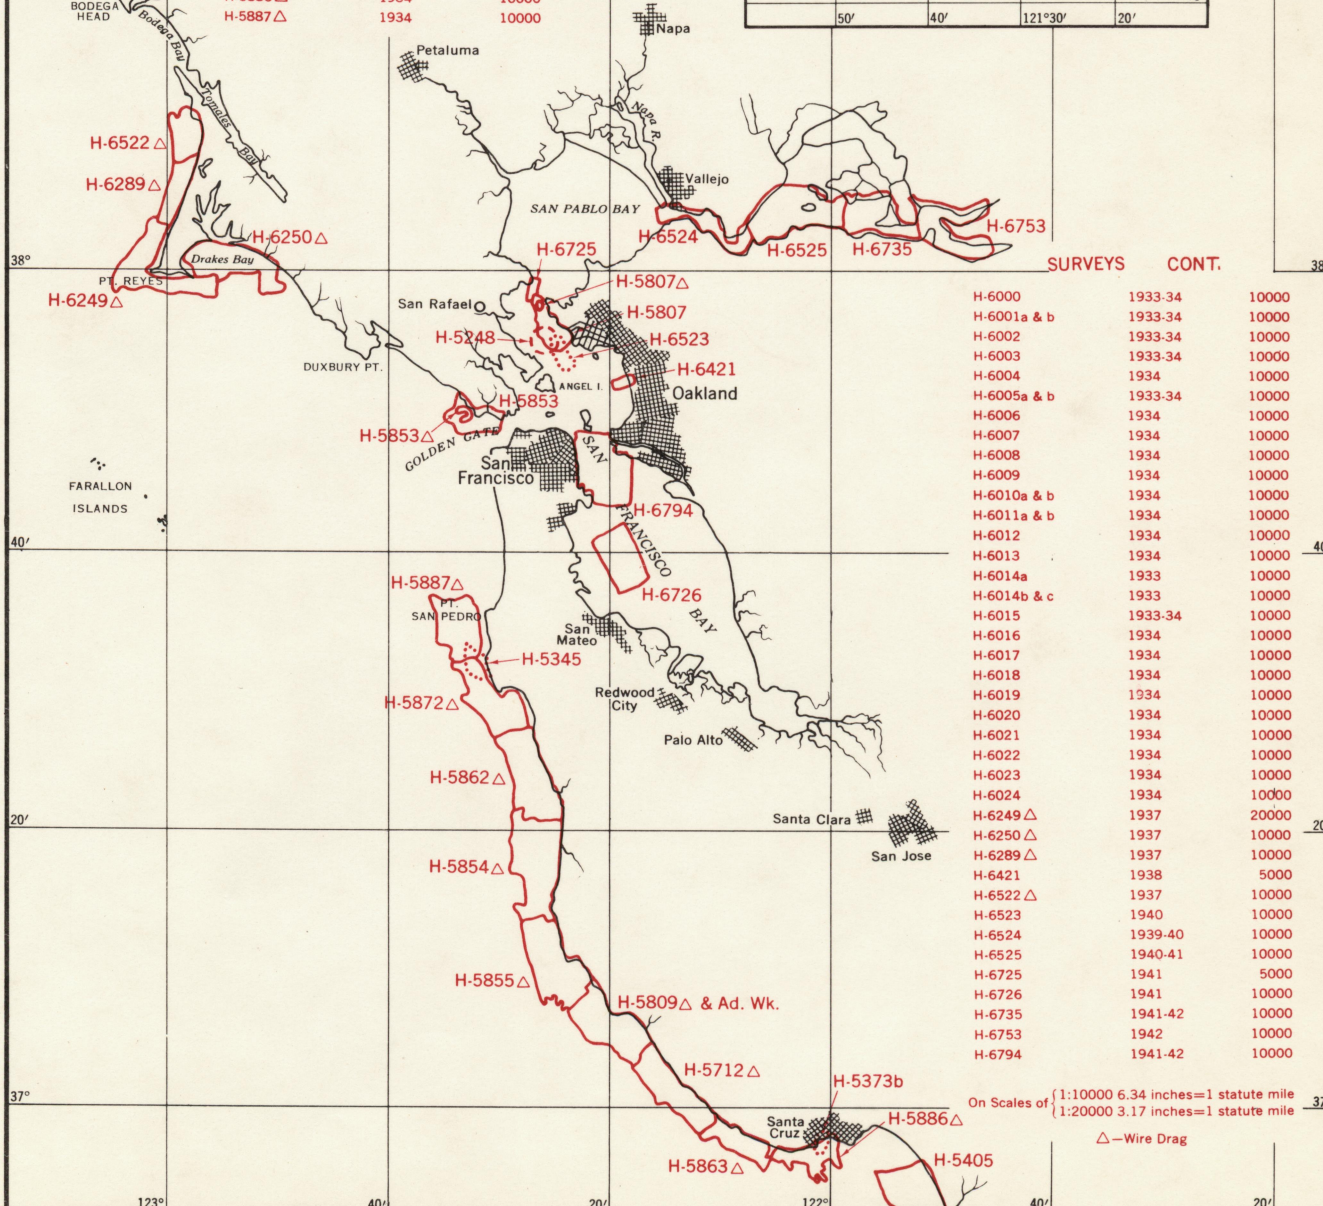 H-5887△ 1934 10000
BODEGA
HEAD
Bodega Bay
Tomales
Bay
Petaluma
Napa
Napa R.
50′ 40′ 121°30′ 20′
H-6522△
H-6289△
H-6250△
Drakes Bay
PT. REYES
H-6249△
Vallejo
SAN PABLO BAY
H-6524
H-6525
H-6735
H-6753
38°
38
H-6725
H-5807△
San Rafael
H-5807
H-5248
H-6523
H-6421
ANGEL I.
Oakland
DUXBURY PT.
H-5853
H-5853△
GOLDEN GATE
San
Francisco
SAN
FRANCISCO
BAY
FARALLON
ISLANDS
H-6794
40′
40
H-5887△
PT.
SAN PEDRO
H-6726
San
Mateo
H-5345
H-5872△
Redwood
City
Palo Alto
H-5862△
20′
20
Santa Clara
San Jose
H-5854△
H-5855△
H-5809△ & Ad. Wk.
H-5712△
H-5373b
37°
37
Santa
Cruz
H-5886△
H-5863△
H-5405
123° 40′ 20′ 122° 40′ 20′
SURVEYS CONT.
H-6000 1933-34 10000
H-6001a & b 1933-34 10000
H-6002 1933-34 10000
H-6003 1933-34 10000
H-6004 1934 10000
H-6005a & b 1933-34 10000
H-6006 1934 10000
H-6007 1934 10000
H-6008 1934 10000
H-6009 1934 10000
H-6010a & b 1934 10000
H-6011a & b 1934 10000
H-6012 1934 10000
H-6013 1934 10000
H-6014a 1933 10000
H-6014b & c 1933 10000
H-6015 1933-34 10000
H-6016 1934 10000
H-6017 1934 10000
H-6018 1934 10000
H-6019 1934 10000
H-6020 1934 10000
H-6021 1934 10000
H-6022 1934 10000
H-6023 1934 10000
H-6024 1934 10000
H-6249△ 1937 20000
H-6250△ 1937 10000
H-6289△ 1937 10000
H-6421 1938 5000
H-6522△ 1937 10000
H-6523 1940 10000
H-6524 1939-40 10000
H-6525 1940-41 10000
H-6725 1941 5000
H-6726 1941 10000
H-6735 1941-42 10000
H-6753 1942 10000
H-6794 1941-42 10000
On Scales of {1:10000 6.34 inches=1 statute mile
1:20000 3.17 inches=1 statute mile
△—Wire Drag